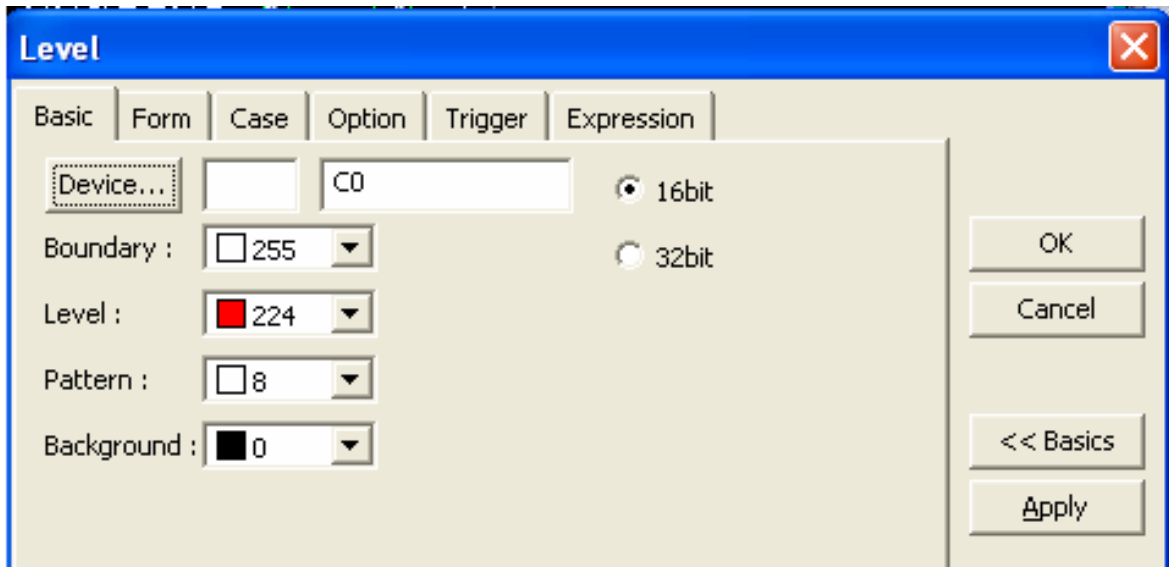 Level
Basic Form Case Option Trigger Expression
Device... C0 16bit
Boundary : 255 32bit
Level : 224
Pattern : 8
Background : 0
OK
Cancel
<< Basics
Apply